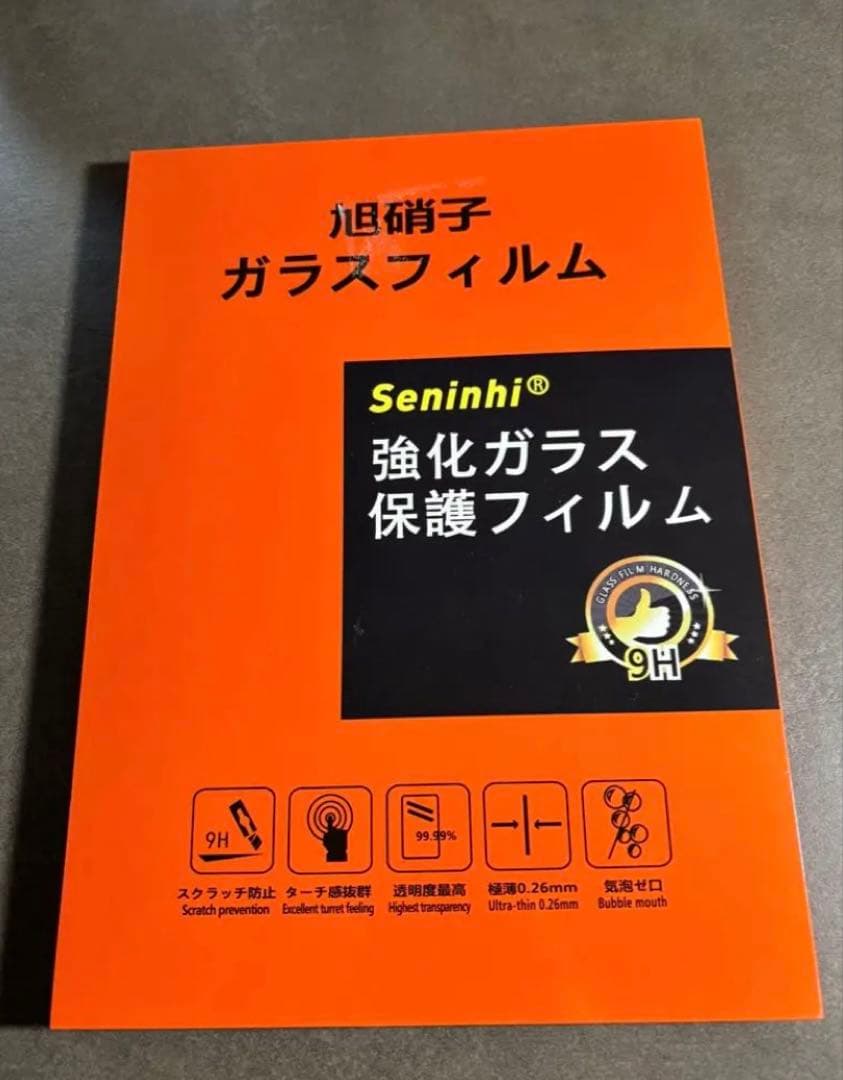 旭硝子
ガラスフィルム
Seninhi®
強化ガラス
保護フィルム
GLASS FILM HARDNESS
9H
9H
99.99%
スクラッチ防止 ターチ感抜群 透明度最高 極薄0.26mm 気泡ゼロ
Scratch prevention Excellent turret feeling Highest transparency Ultra-thin 0.26mm Bubble mouth